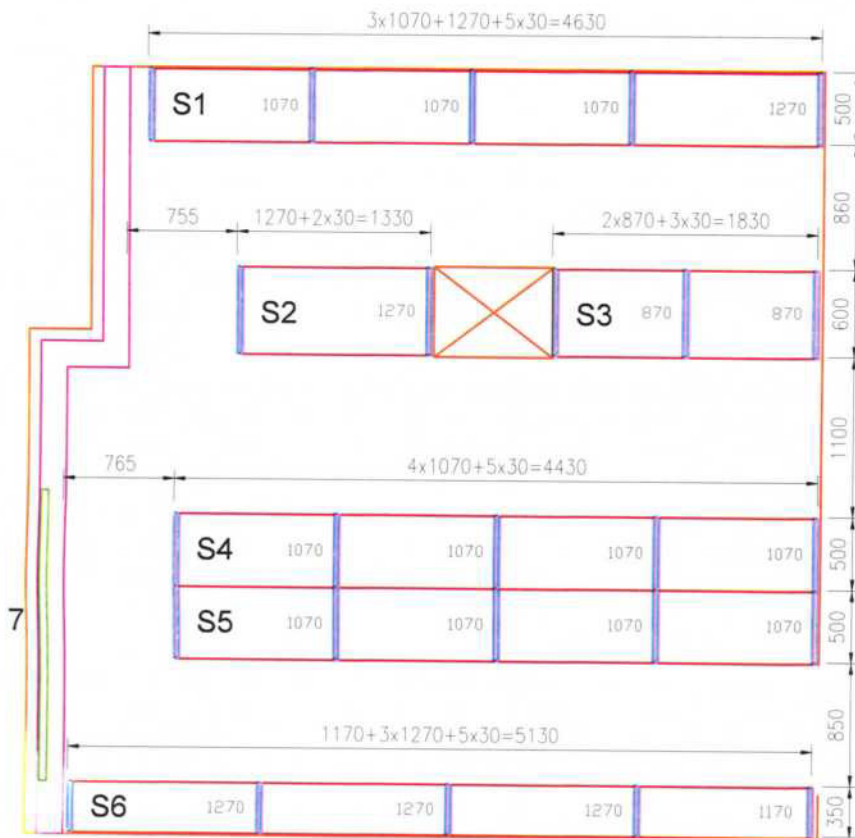 3x1070+1270+5x30=4630
S1 1070 1070 1070 1270
500
860
755 1270+2x30=1330 2x870+3x30=1830
S2 1270 S3 870 870
600
1100
765 4x1070+5x30=4430
S4 1070 1070 1070 1070
500
7 S5 1070 1070 1070 1070
500
850
1170+3x1270+5x30=5130
S6 1270 1270 1270 1170
350